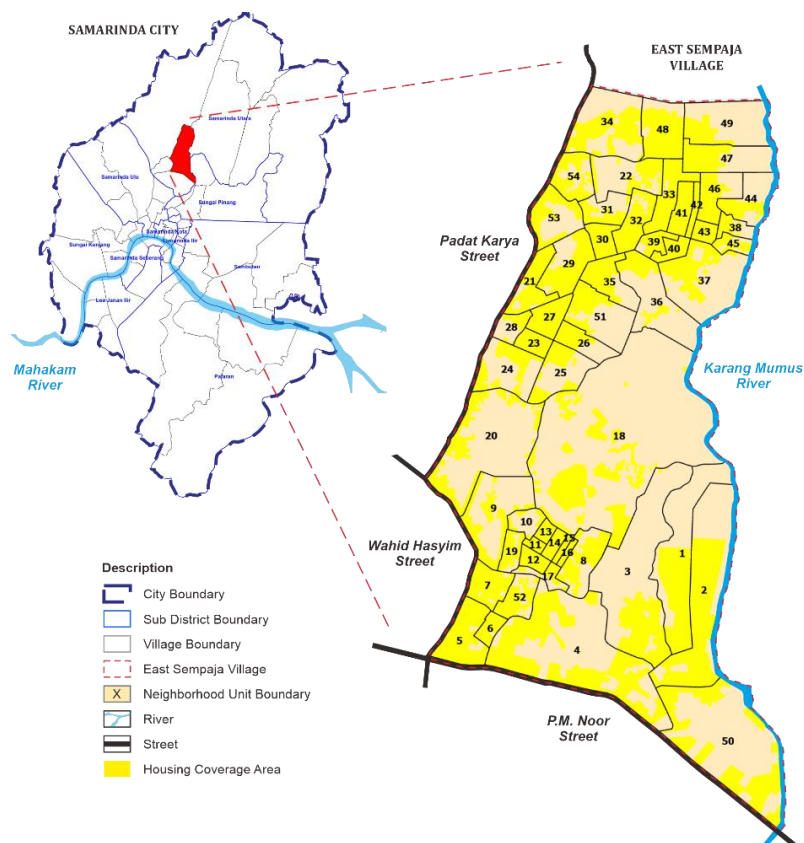 SAMARINDA CITY
Samarinda Utara
Samarinda Ulu
Sungai Pinang
Sungai Kunjang
Samarinda Kota
Samarinda Ilir
Samarinda Seberang
Sambutan
Loa Janan Ilir
Palaran
Mahakam
River
EAST SEMPAJA
VILLAGE
34
48
49
47
54
22
33
46
44
53
31
32
41
42
38
30
39
40
43
45
29
35
37
21
36
27
51
28
23
26
24
25
20
18
9
10
13
15
11
14
16
19
12
8
17
7
52
3
1
2
6
5
4
50
Padat Karya
Street
Karang Mumus
River
Wahid Hasyim
Street
P.M. Noor
Street
Description
City Boundary
Sub District Boundary
Village Boundary
East Sempaja Village
X Neighborhood Unit Boundary
River
Street
Housing Coverage Area